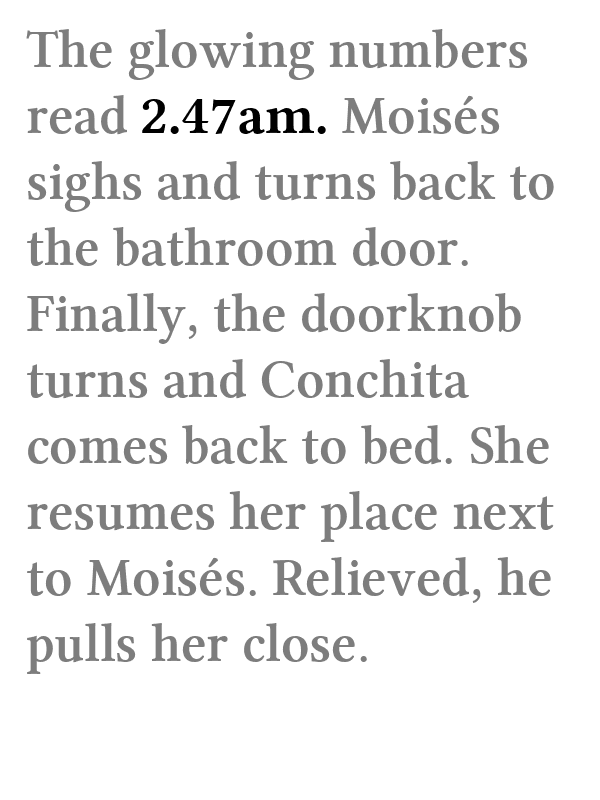 The glowing numbers
read 2.47am. Moisés
sighs and turns back to
the bathroom door.
Finally, the doorknob
turns and Conchita
comes back to bed. She
resumes her place next
to Moisés. Relieved, he
pulls her close.